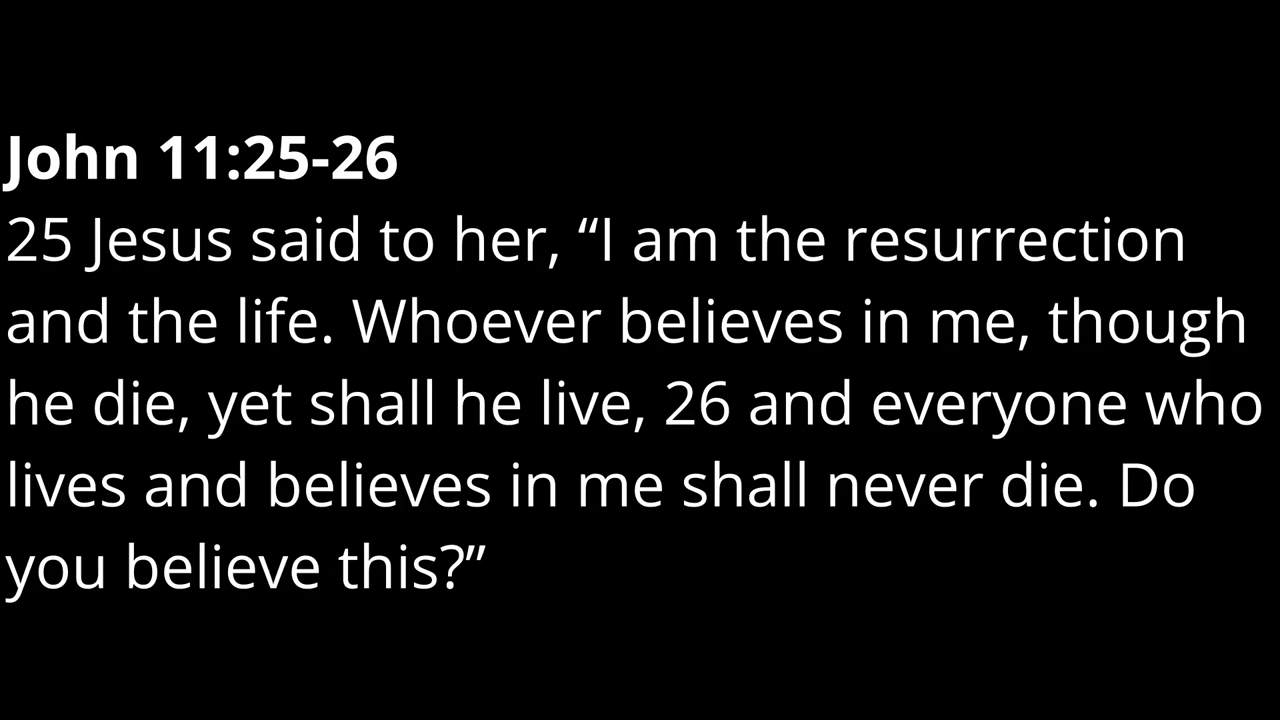 John 11:25-26
25 Jesus said to her, “I am the resurrection
and the life. Whoever believes in me, though
he die, yet shall he live, 26 and everyone who
lives and believes in me shall never die. Do
you believe this?”